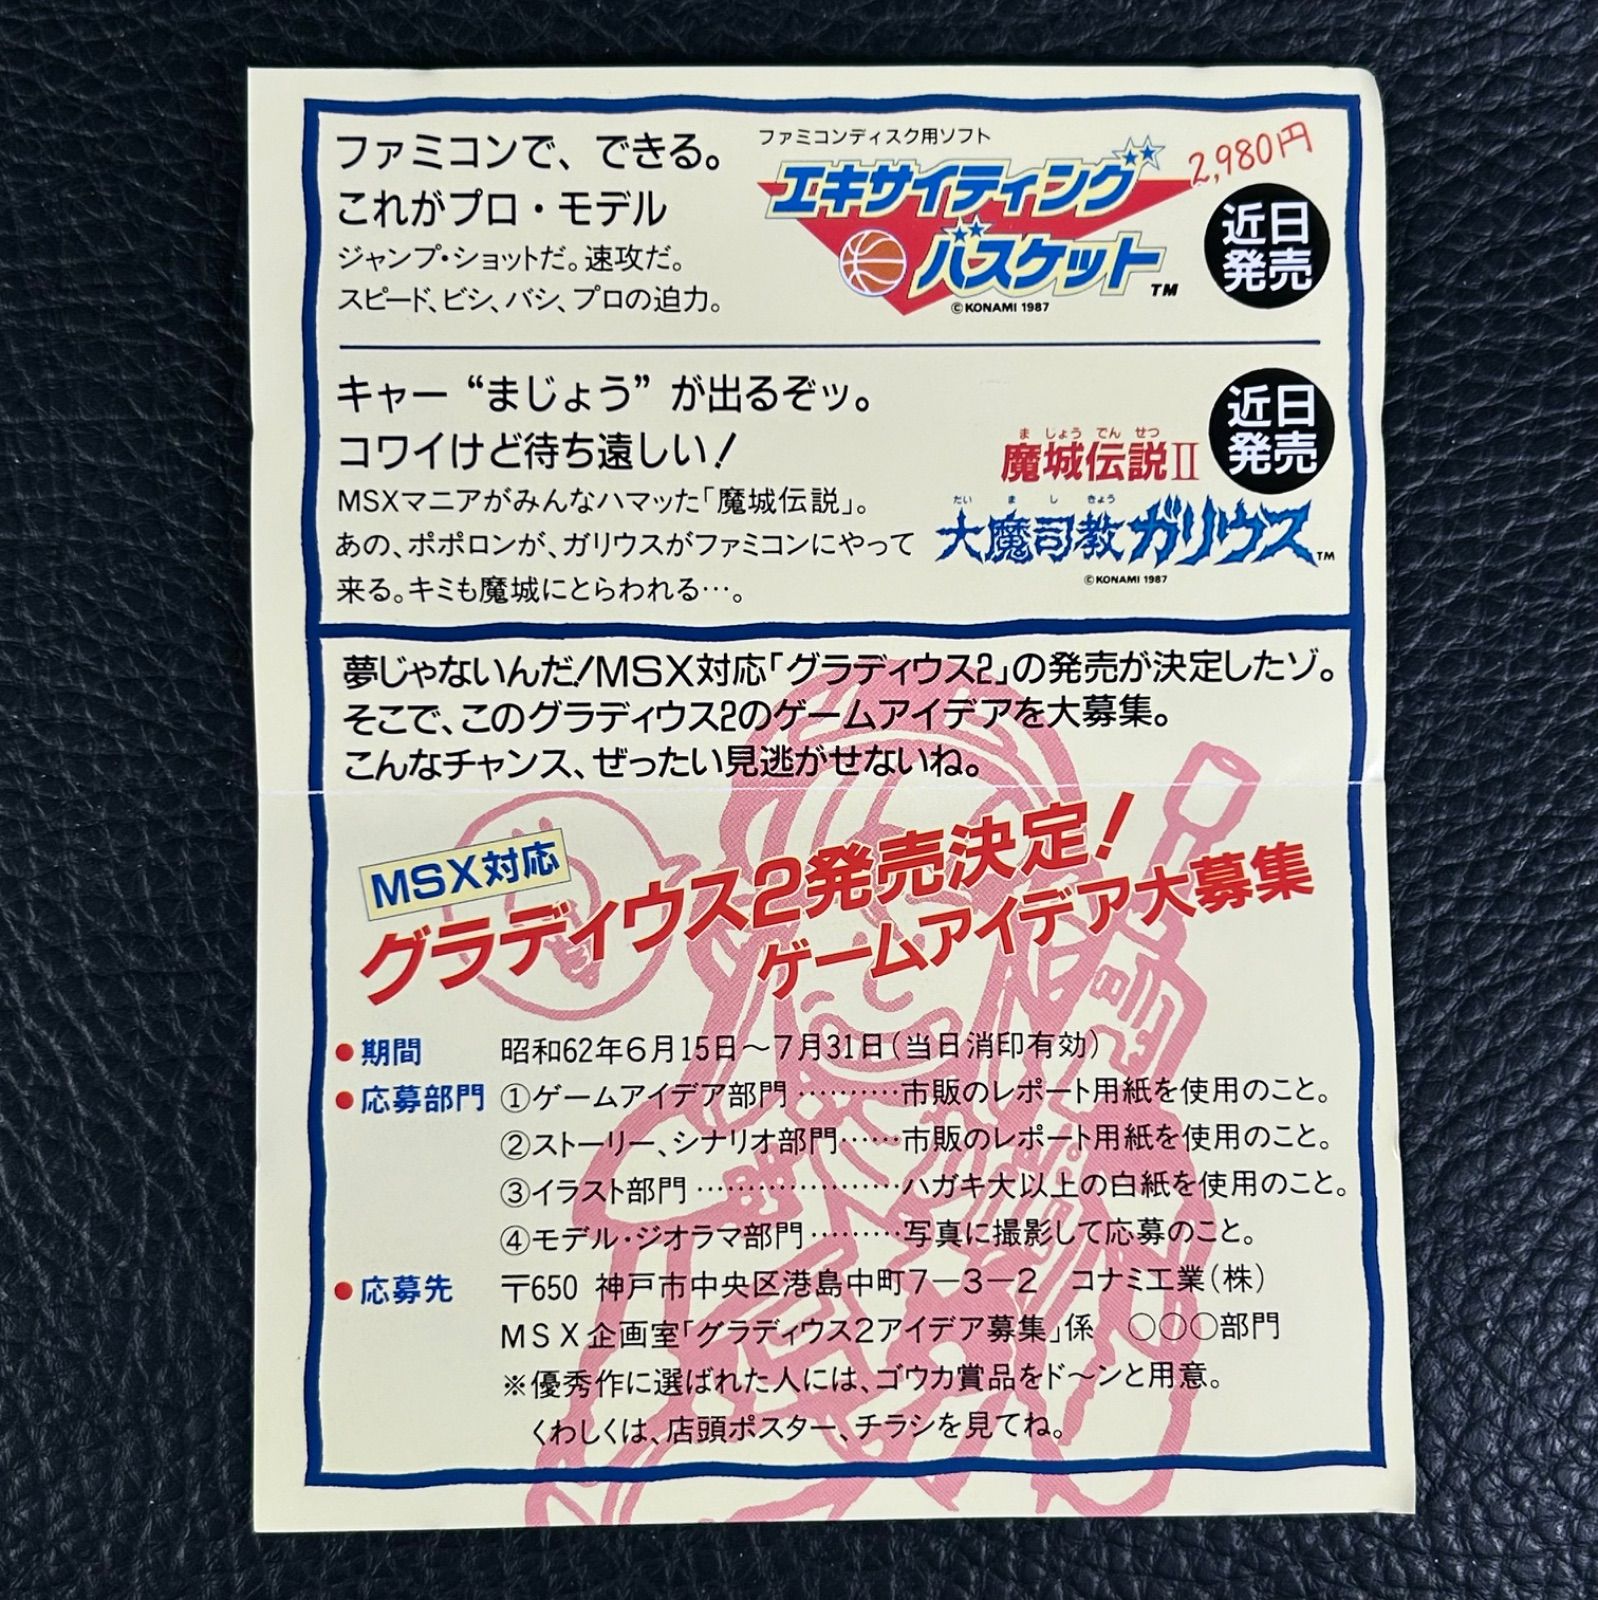 ファミコンで、できる。
これがプロ・モデル
ジャンプ・ショットだ。速攻だ。
スピード、ビシ、バシ、プロの迫力。
ファミコンディスク用ソフト
エキサイティング
バスケット™
©KONAMI 1987
2,980円
近日
発売
キャー“まじょう”が出るぞッ。
コワイけど待ち遠しい！
MSXマニアがみんなハマッた「魔城伝説」。
あの、ポポロンが、ガリウスがファミコンにやって
来る。キミも魔城にとらわれる…。
ま じょう でん せつ
魔城伝説II
だい ま し きょう
大魔司教ガリウス™
©KONAMI 1987
近日
発売
夢じゃないんだ！MSX対応「グラディウス2」の発売が決定したゾ。
そこで、このグラディウス2のゲームアイデアを大募集。
こんなチャンス、ぜったい見逃がせないね。
MSX対応
グラディウス2発売決定！
ゲームアイデア大募集
●期間 昭和62年6月15日〜7月31日（当日消印有効）
●応募部門 ①ゲームアイデア部門………市販のレポート用紙を使用のこと。
②ストーリー、シナリオ部門……市販のレポート用紙を使用のこと。
③イラスト部門………………ハガキ大以上の白紙を使用のこと。
④モデル・ジオラマ部門………写真に撮影して応募のこと。
●応募先 〒650 神戸市中央区港島中町7－3－2 コナミ工業（株）
MSX企画室「グラディウス2アイデア募集」係 ○○○部門
※優秀作に選ばれた人には、ゴウカ賞品をド〜ンと用意。
くわしくは、店頭ポスター、チラシを見てね。